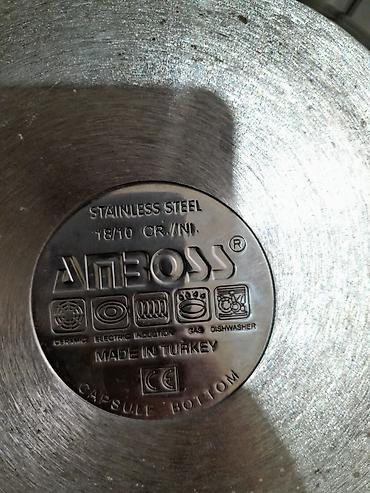 STAINLESS STEEL
18/10 CR.//NI.
AMBOSS®
CERAMIC ELECTRIC INDUCTION GAS DISHWASHER
MADE IN TURKEY
CE
CAPSULE BOTTOM